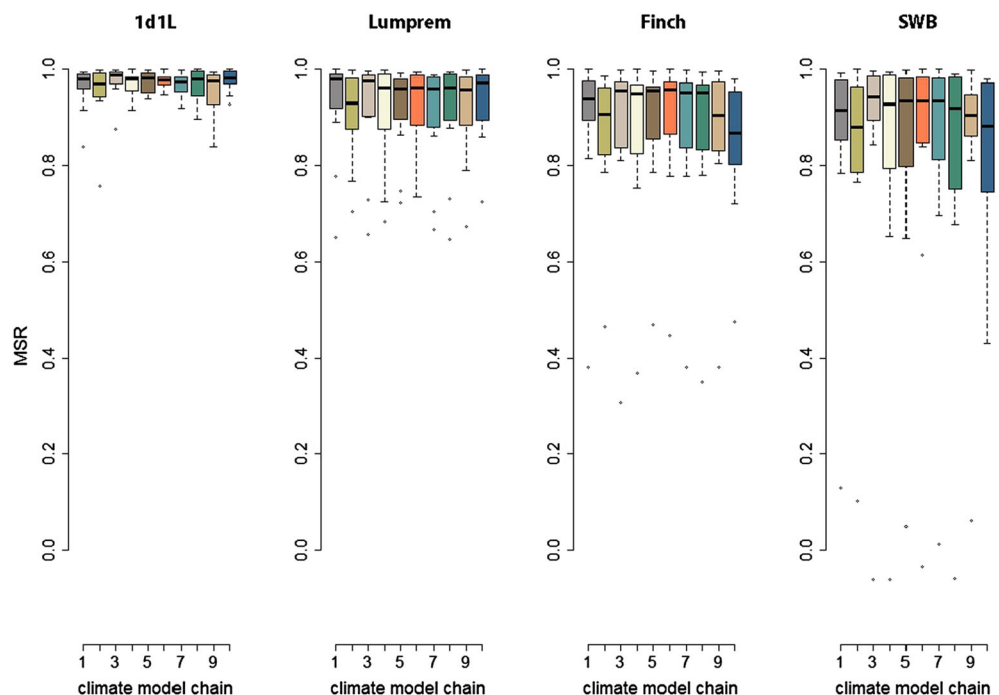 1d1L Lumprem Finch SWB
1.0 1.0 1.0 1.0
0.8 0.8 0.8 0.8
0.6 0.6 0.6 0.6
MSR
0.4 0.4 0.4 0.4
0.2 0.2 0.2 0.2
0.0 0.0 0.0 0.0
1 3 5 7 9 1 3 5 7 9 1 3 5 7 9 1 3 5 7 9
climate model chain climate model chain climate model chain climate model chain